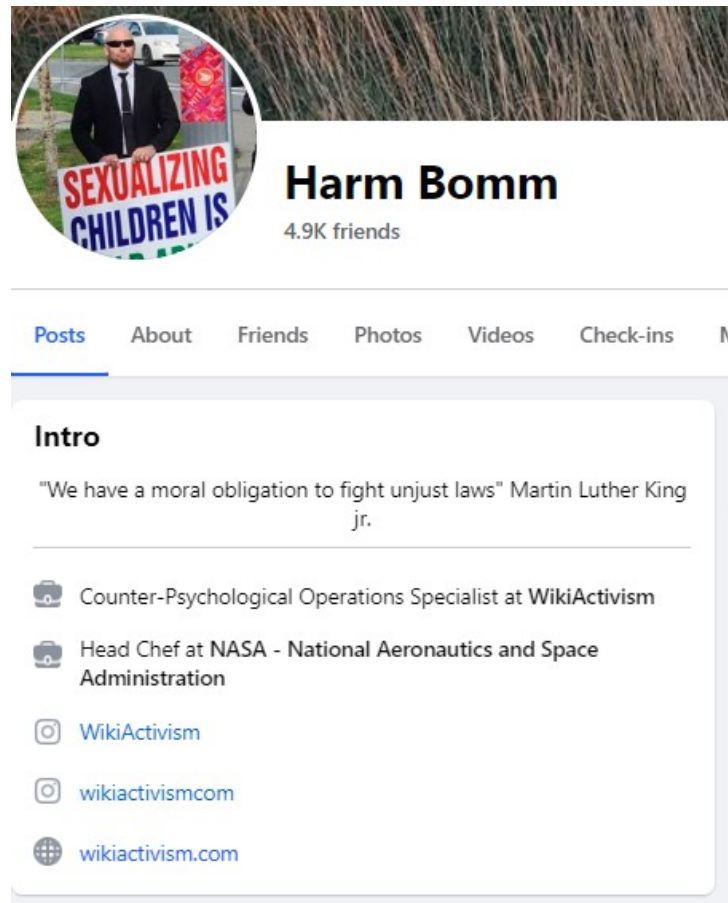 SEXUALIZING
CHILDREN IS
Harm Bomm
4.9K friends
Posts About Friends Photos Videos Check-ins
Intro
"We have a moral obligation to fight unjust laws" Martin Luther King
jr.
Counter-Psychological Operations Specialist at WikiActivism
Head Chef at NASA - National Aeronautics and Space
Administration
WikiActivism
wikiactivismcom
wikiactivism.com